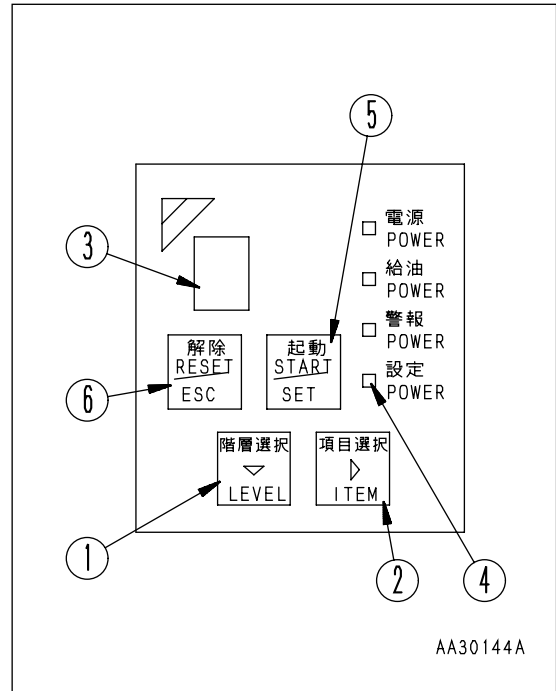 ⑤
電源
POWER
③
給油
POWER
警報
POWER
解除
RESET
ESC
起動
START
SET
設定
POWER
⑥
階層選択
LEVEL
項目選択
ITEM
①
②
④
AA30144A